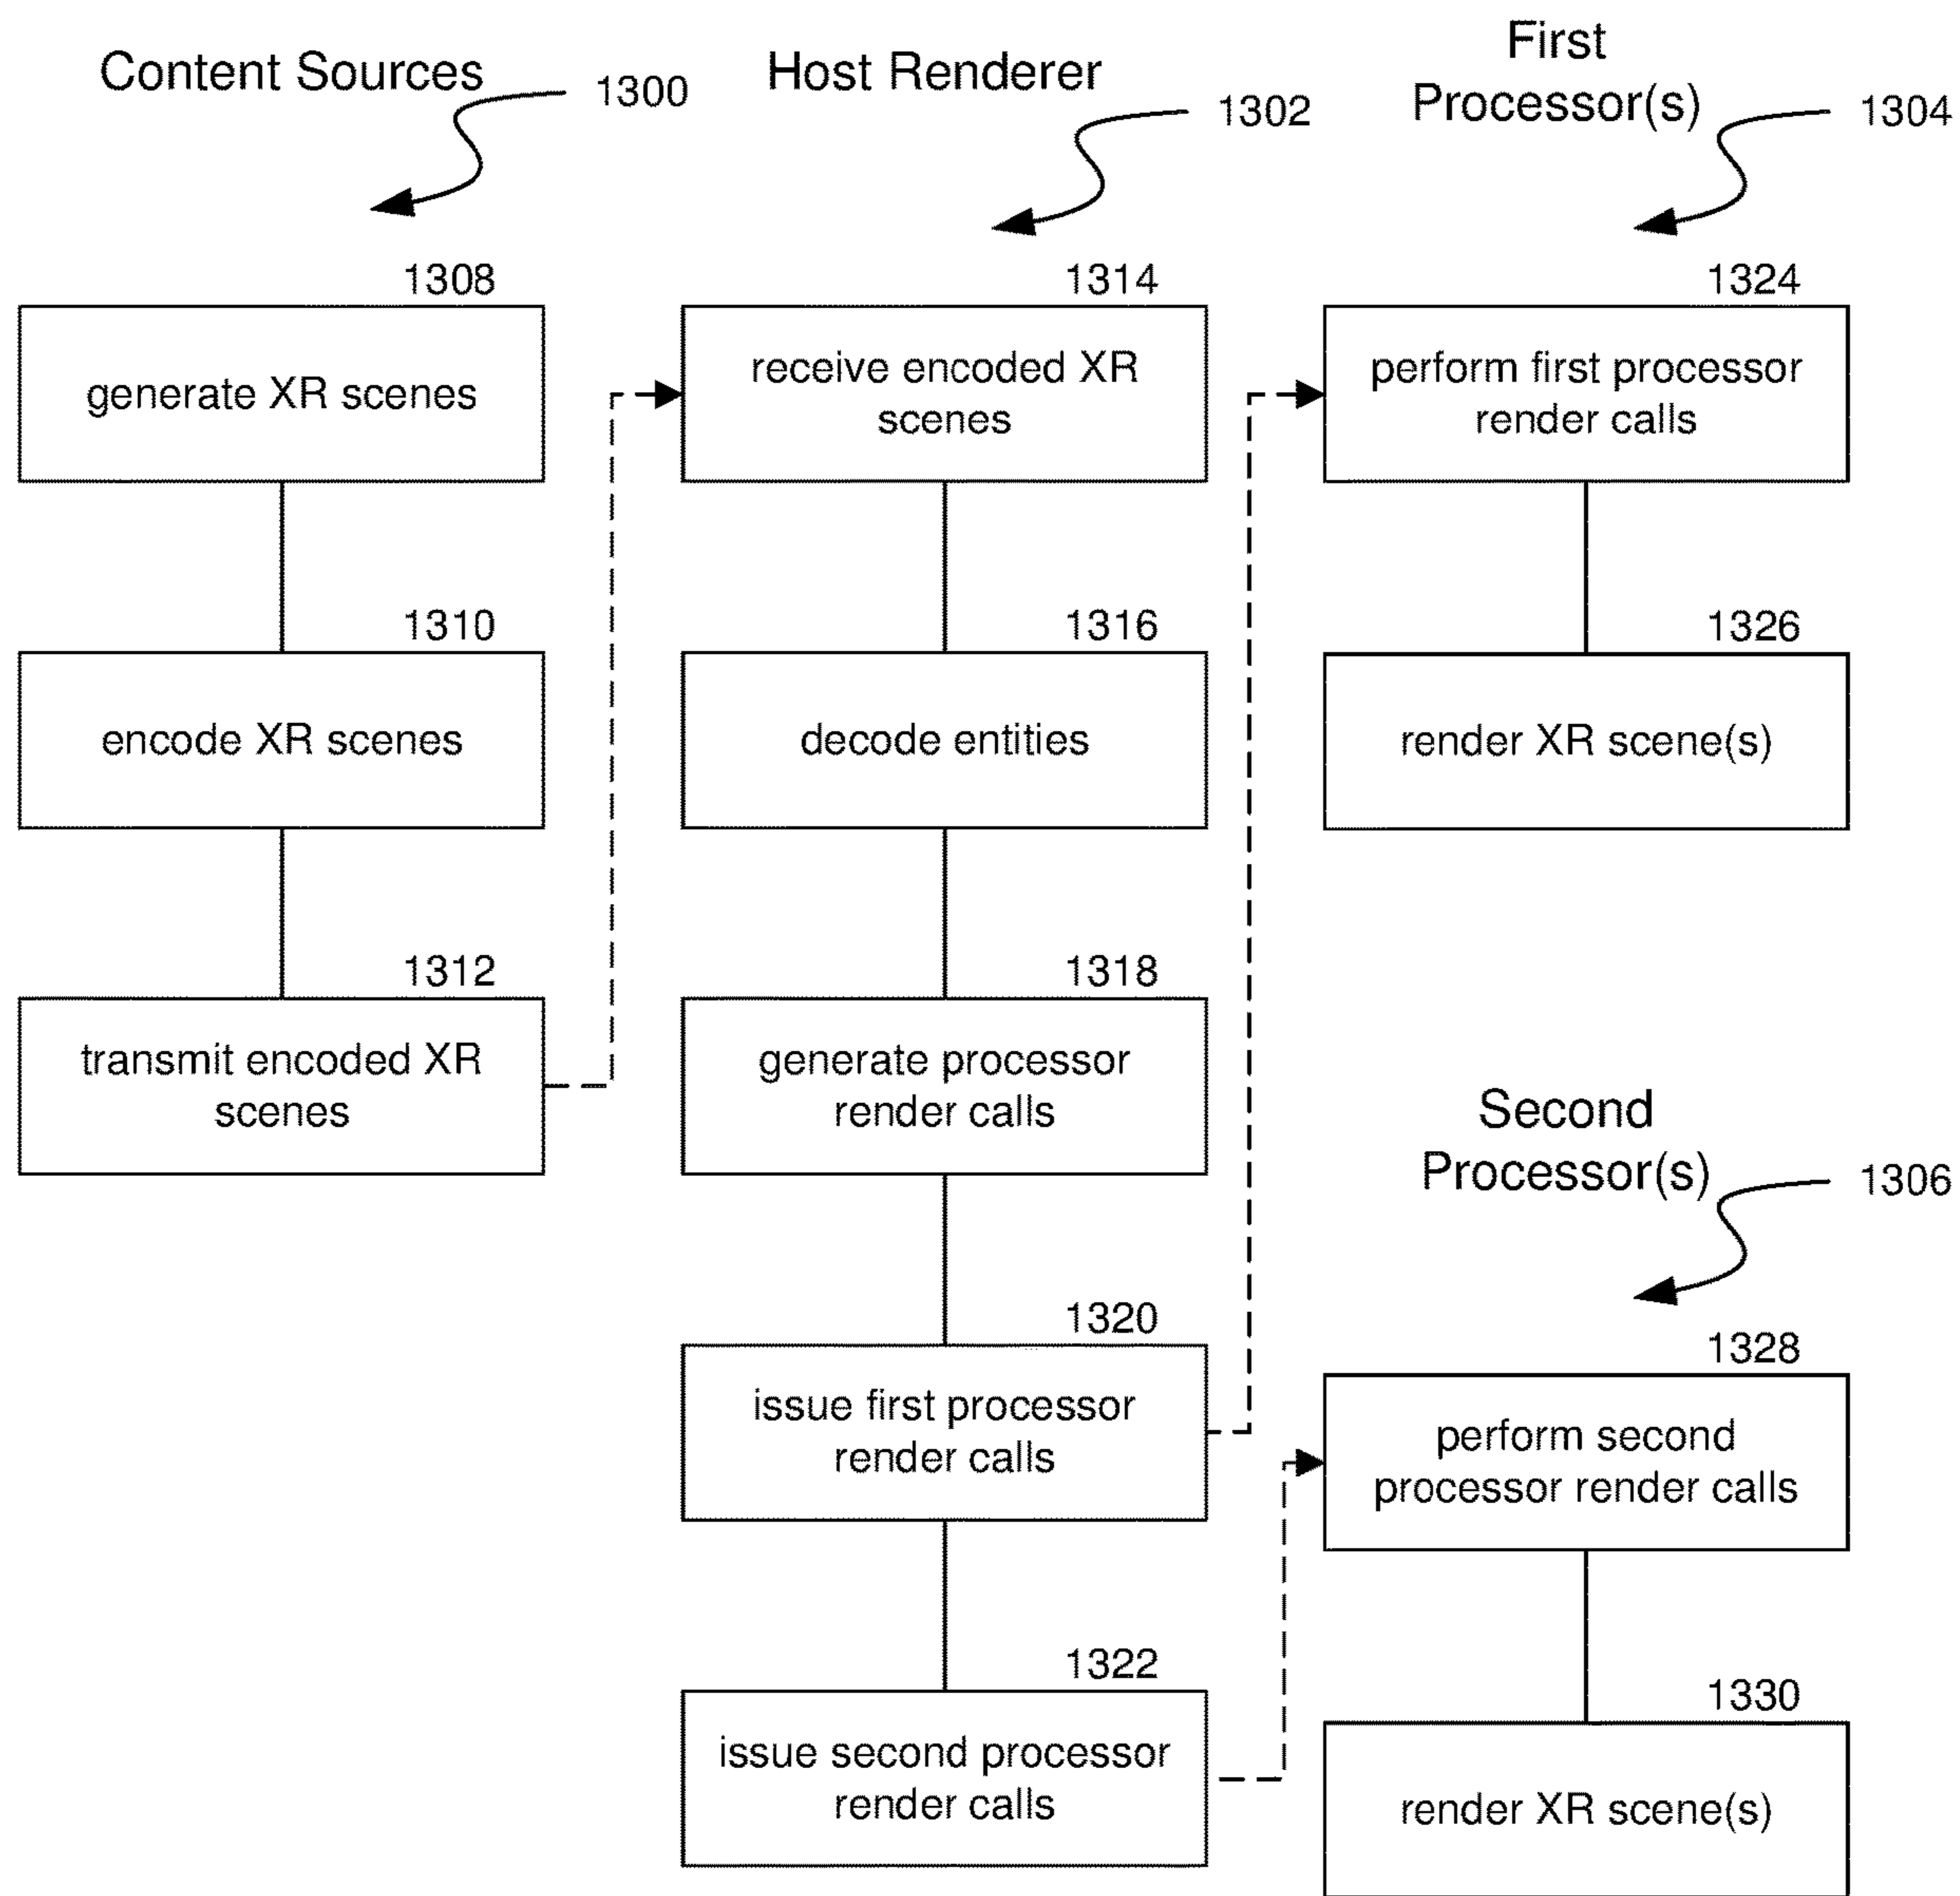 Content Sources
1300
1308
generate XR scenes
1310
encode XR scenes
1312
transmit encoded XR
scenes
Host Renderer
1302
1314
receive encoded XR
scenes
1316
decode entities
1318
generate processor
render calls
1320
issue first processor
render calls
1322
issue second processor
render calls
First
Processor(s)
1304
1324
perform first processor
render calls
1326
render XR scene(s)
Second
Processor(s)
1306
1328
perform second
processor render calls
1330
render XR scene(s)